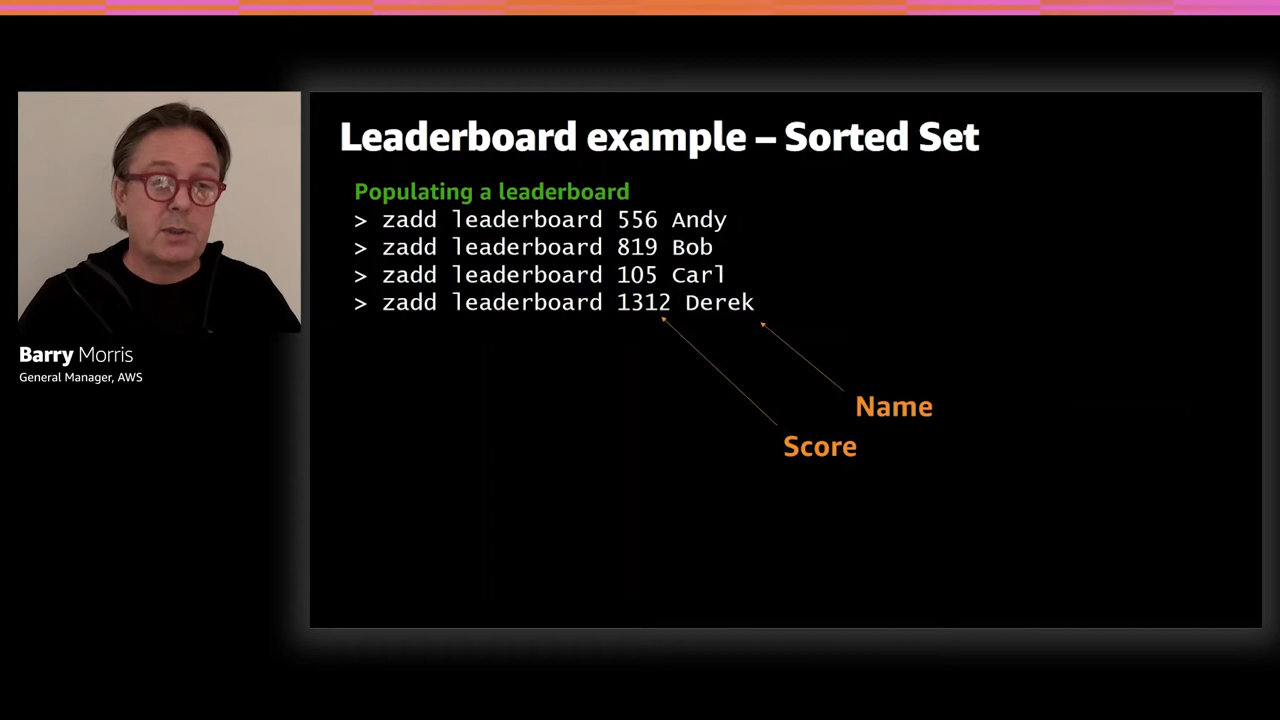 Leaderboard example – Sorted Set
Populating a leaderboard
> zadd leaderboard 556 Andy
> zadd leaderboard 819 Bob
> zadd leaderboard 105 Carl
> zadd leaderboard 1312 Derek
Name
Score
Barry Morris
General Manager, AWS